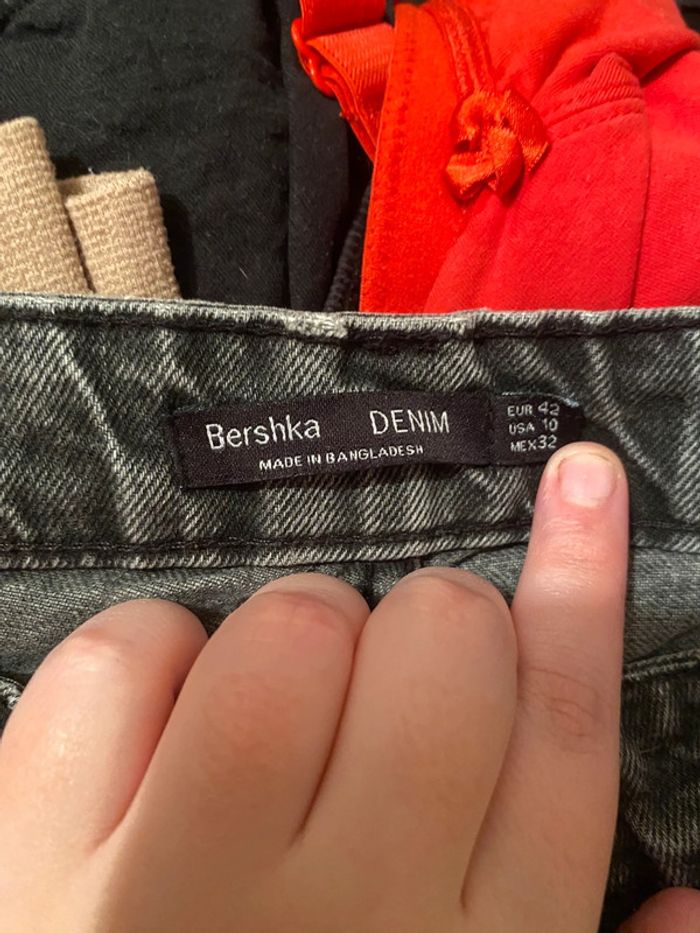 Bershka DENIM
MADE IN BANGLADESH
EUR 42
USA 10
MEX 32